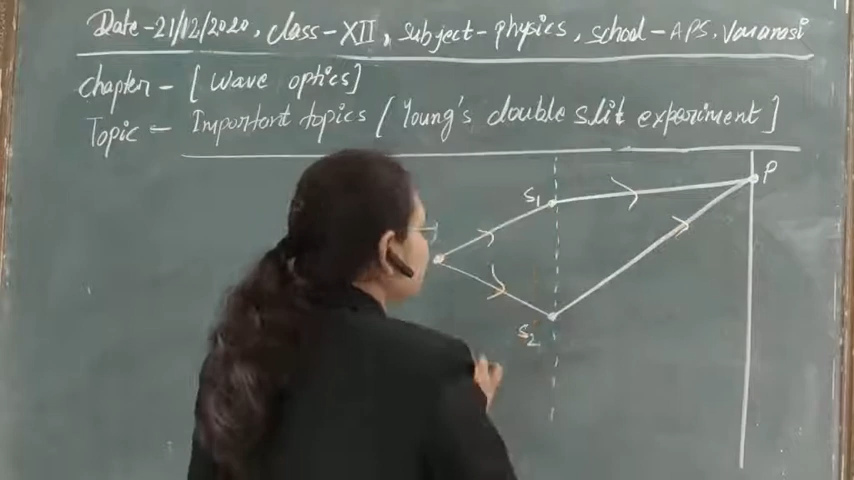 Date - 21/12/2020, class - XII, subject - physics, school - APS, Varanasi
chapter - [ wave optics ]
Topic - Important topics [ Young's double slit experiment ]
P
S1
S2